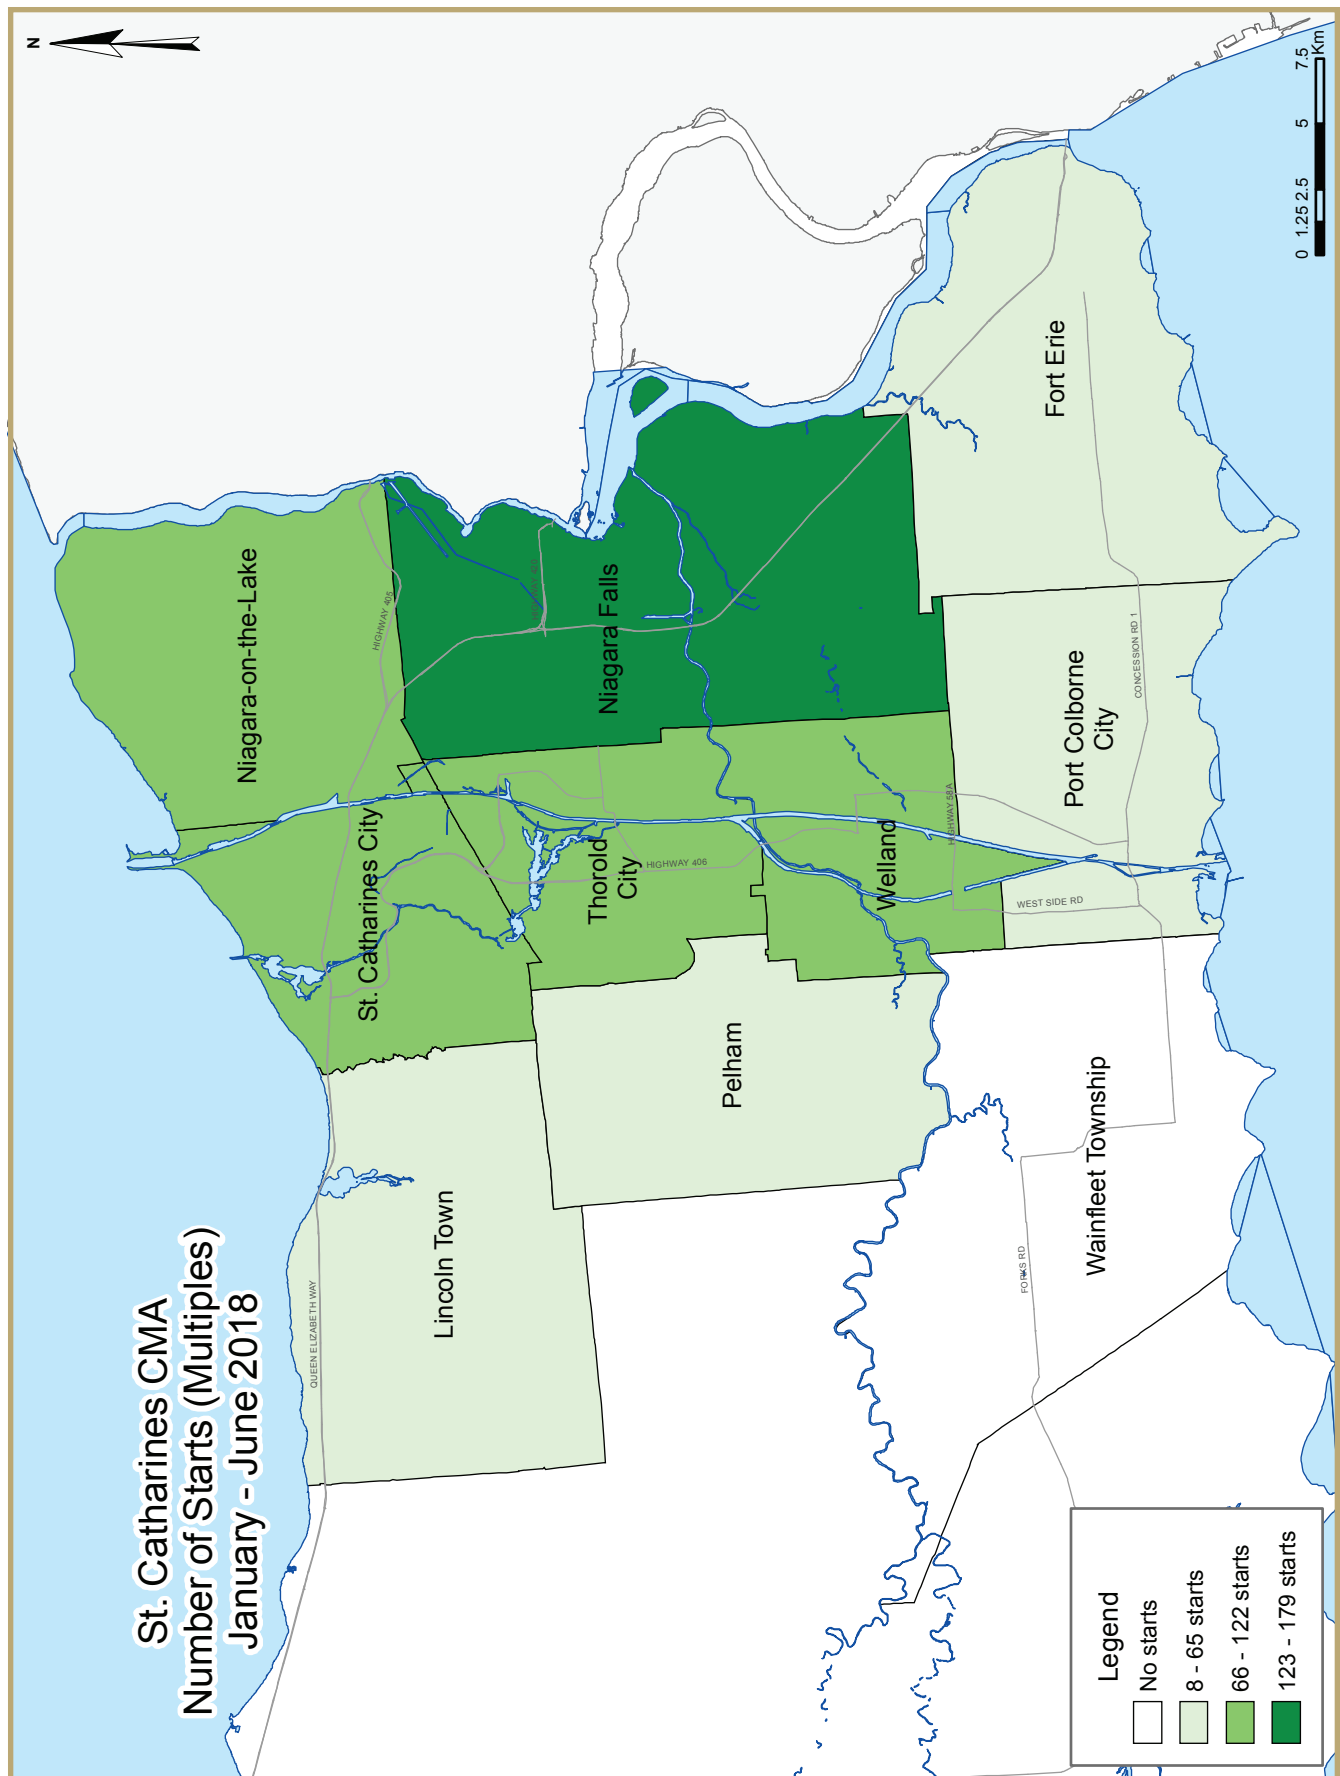 St. Catharines CMA
Number of Starts (Multiples)
January - June 2018
N
Niagara-on-the-Lake
HIGHWAY 405
St. Catharines City
QUEEN ELIZABETH WAY
Lincoln Town
Niagara Falls
Thorold
City
HIGHWAY 406
Pelham
Welland
HIGHWAY 58A
Fort Erie
Port Colborne
City
CONCESSION RD 1
WEST SIDE RD
Wainfleet Township
FORKS RD
Legend
No starts
8 - 65 starts
66 - 122 starts
123 - 179 starts
0 1.25 2.5 5 7.5
Km